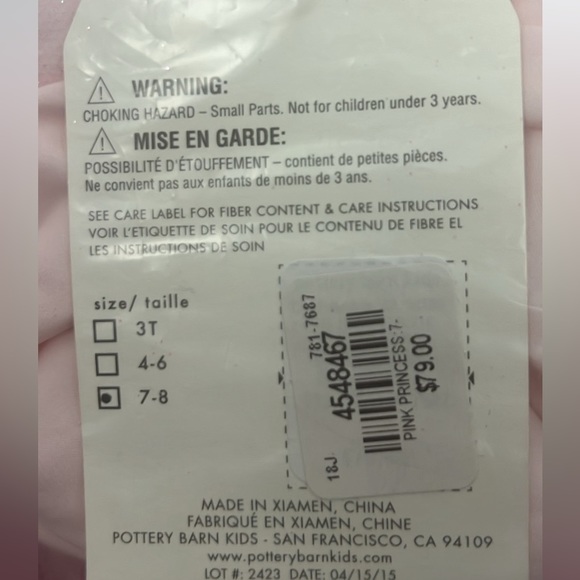 WARNING:
CHOKING HAZARD – Small Parts. Not for children under 3 years.
MISE EN GARDE:
POSSIBILITÉ D'ÉTOUFFEMENT – contient de petites pièces.
Ne convient pas aux enfants de moins de 3 ans.
SEE CARE LABEL FOR FIBER CONTENT & CARE INSTRUCTIONS
VOIR L'ETIQUETTE DE SOIN POUR LE CONTENU DE FIBRE EL
LES INSTRUCTIONS DE SOIN
size/ taille
3T
4-6
7-8
781-7687
4548467
PINK PRINCESS:7-
$79.00
18J
MADE IN XIAMEN, CHINA
FABRIQUÉ EN XIAMEN, CHINE
POTTERY BARN KIDS - SAN FRANCISCO, CA 94109
www.potterybarnkids.com
LOT #: 2423 DATE: 04/15/15